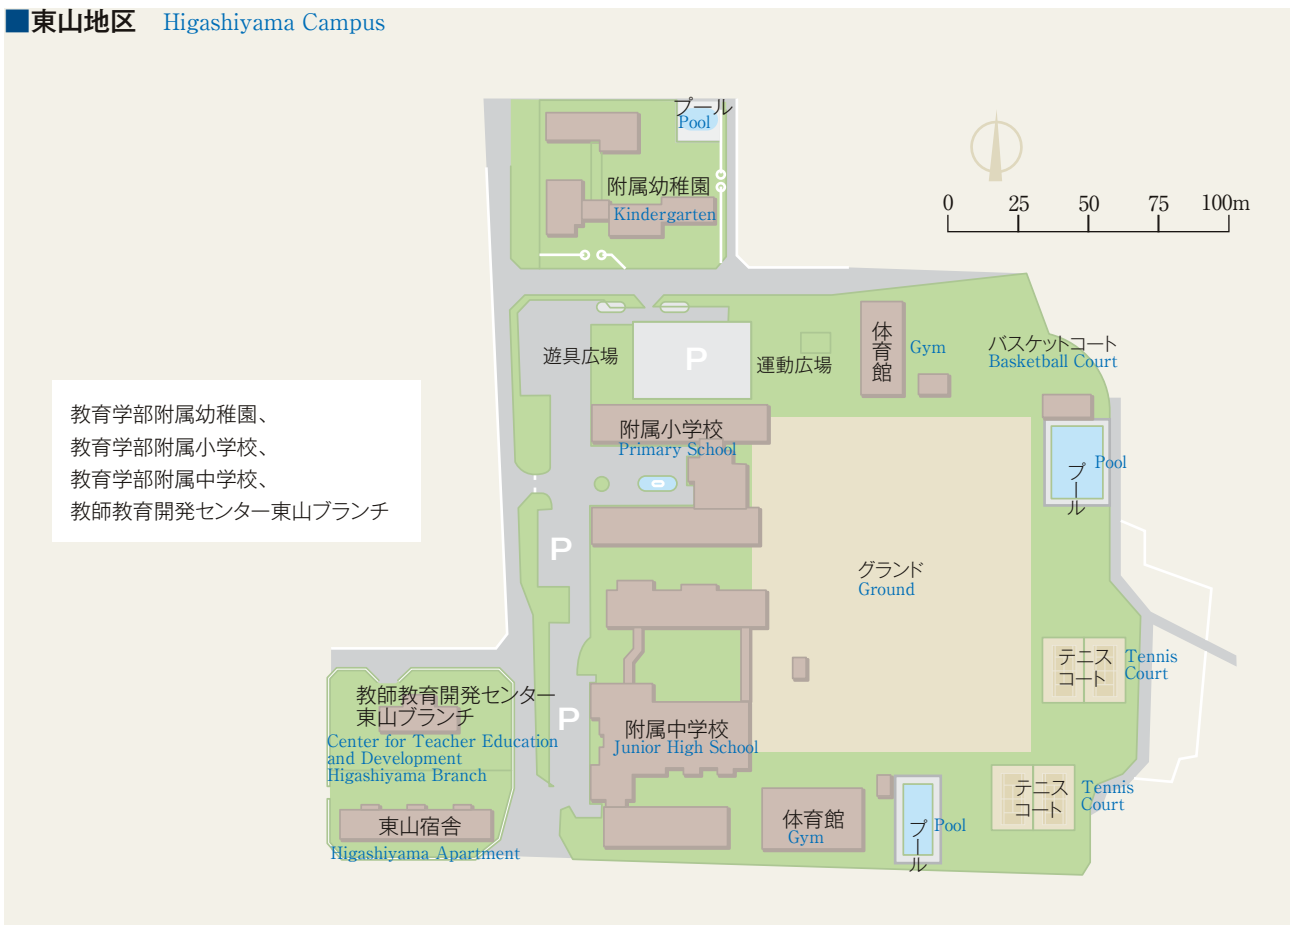 ■東山地区 Higashiyama Campus
プール
Pool
附属幼稚園
Kindergarten
0 25 50 75 100m
遊具広場
P
運動広場
体育館
Gym
バスケットコート
Basketball Court
教育学部附属幼稚園、
教育学部附属小学校、
教育学部附属中学校、
教師教育開発センター東山ブランチ
附属小学校
Primary School
プール
Pool
P
グランド
Ground
テニス
コート
Tennis
Court
教師教育開発センター
東山ブランチ
Center for Teacher Education
and Development
Higashiyama Branch
P
附属中学校
Junior High School
テニス
コート
Tennis
Court
東山宿舎
Higashiyama Apartment
体育館
Gym
プール
Pool